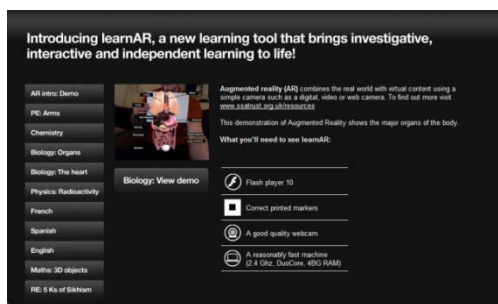 Introducing learnAR, a new learning tool that brings investigative,
interactive and independent learning to life!
AR intro: Demo
PE: Arms
Chemistry
Biology: Organs
Biology: The heart
Physics: Radioactivity
French
Spanish
English
Maths: 3D objects
RE: 5 Ks of Sikhism
Biology: View demo
Augmented reality (AR) combines the real world with virtual content using a
simple camera such as a digital, video or web camera. To find out more visit
www.ssatrust.org.uk/resources
This demonstration of Augmented Reality shows the major organs of the body.
What you'll need to see learnAR:
Flash player 10
Correct printed markers
A good quality webcam
A reasonably fast machine
(2.4 Ghz, DuoCore, 4BG RAM)